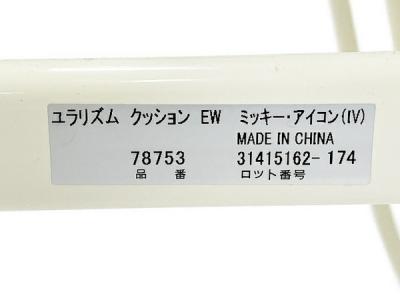 ユラリズム クッション EW ミッキー・アイコン(IV)
MADE IN CHINA
78753 31415162-174
品番 ロット番号